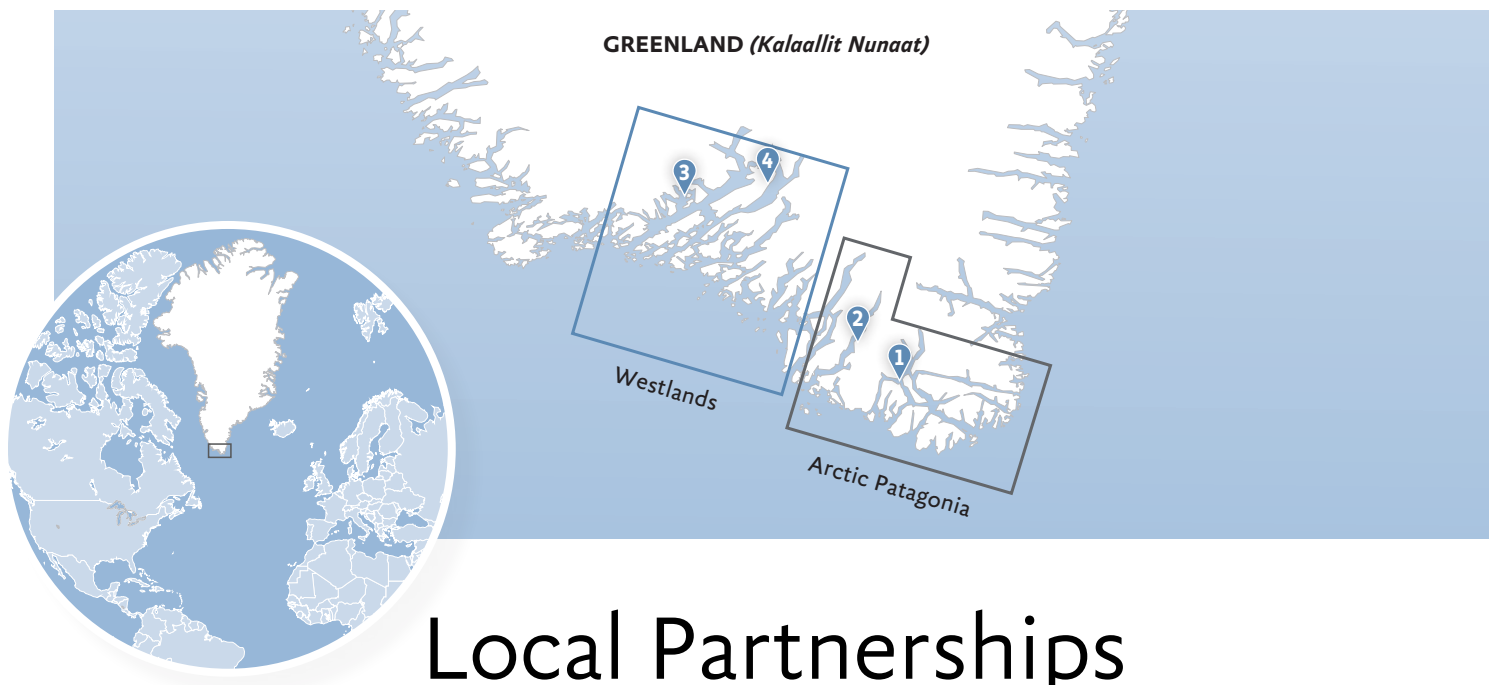 GREENLAND (Kalaallit Nunaat)
3
4
2
1
Westlands
Arctic Patagonia
Local Partnerships